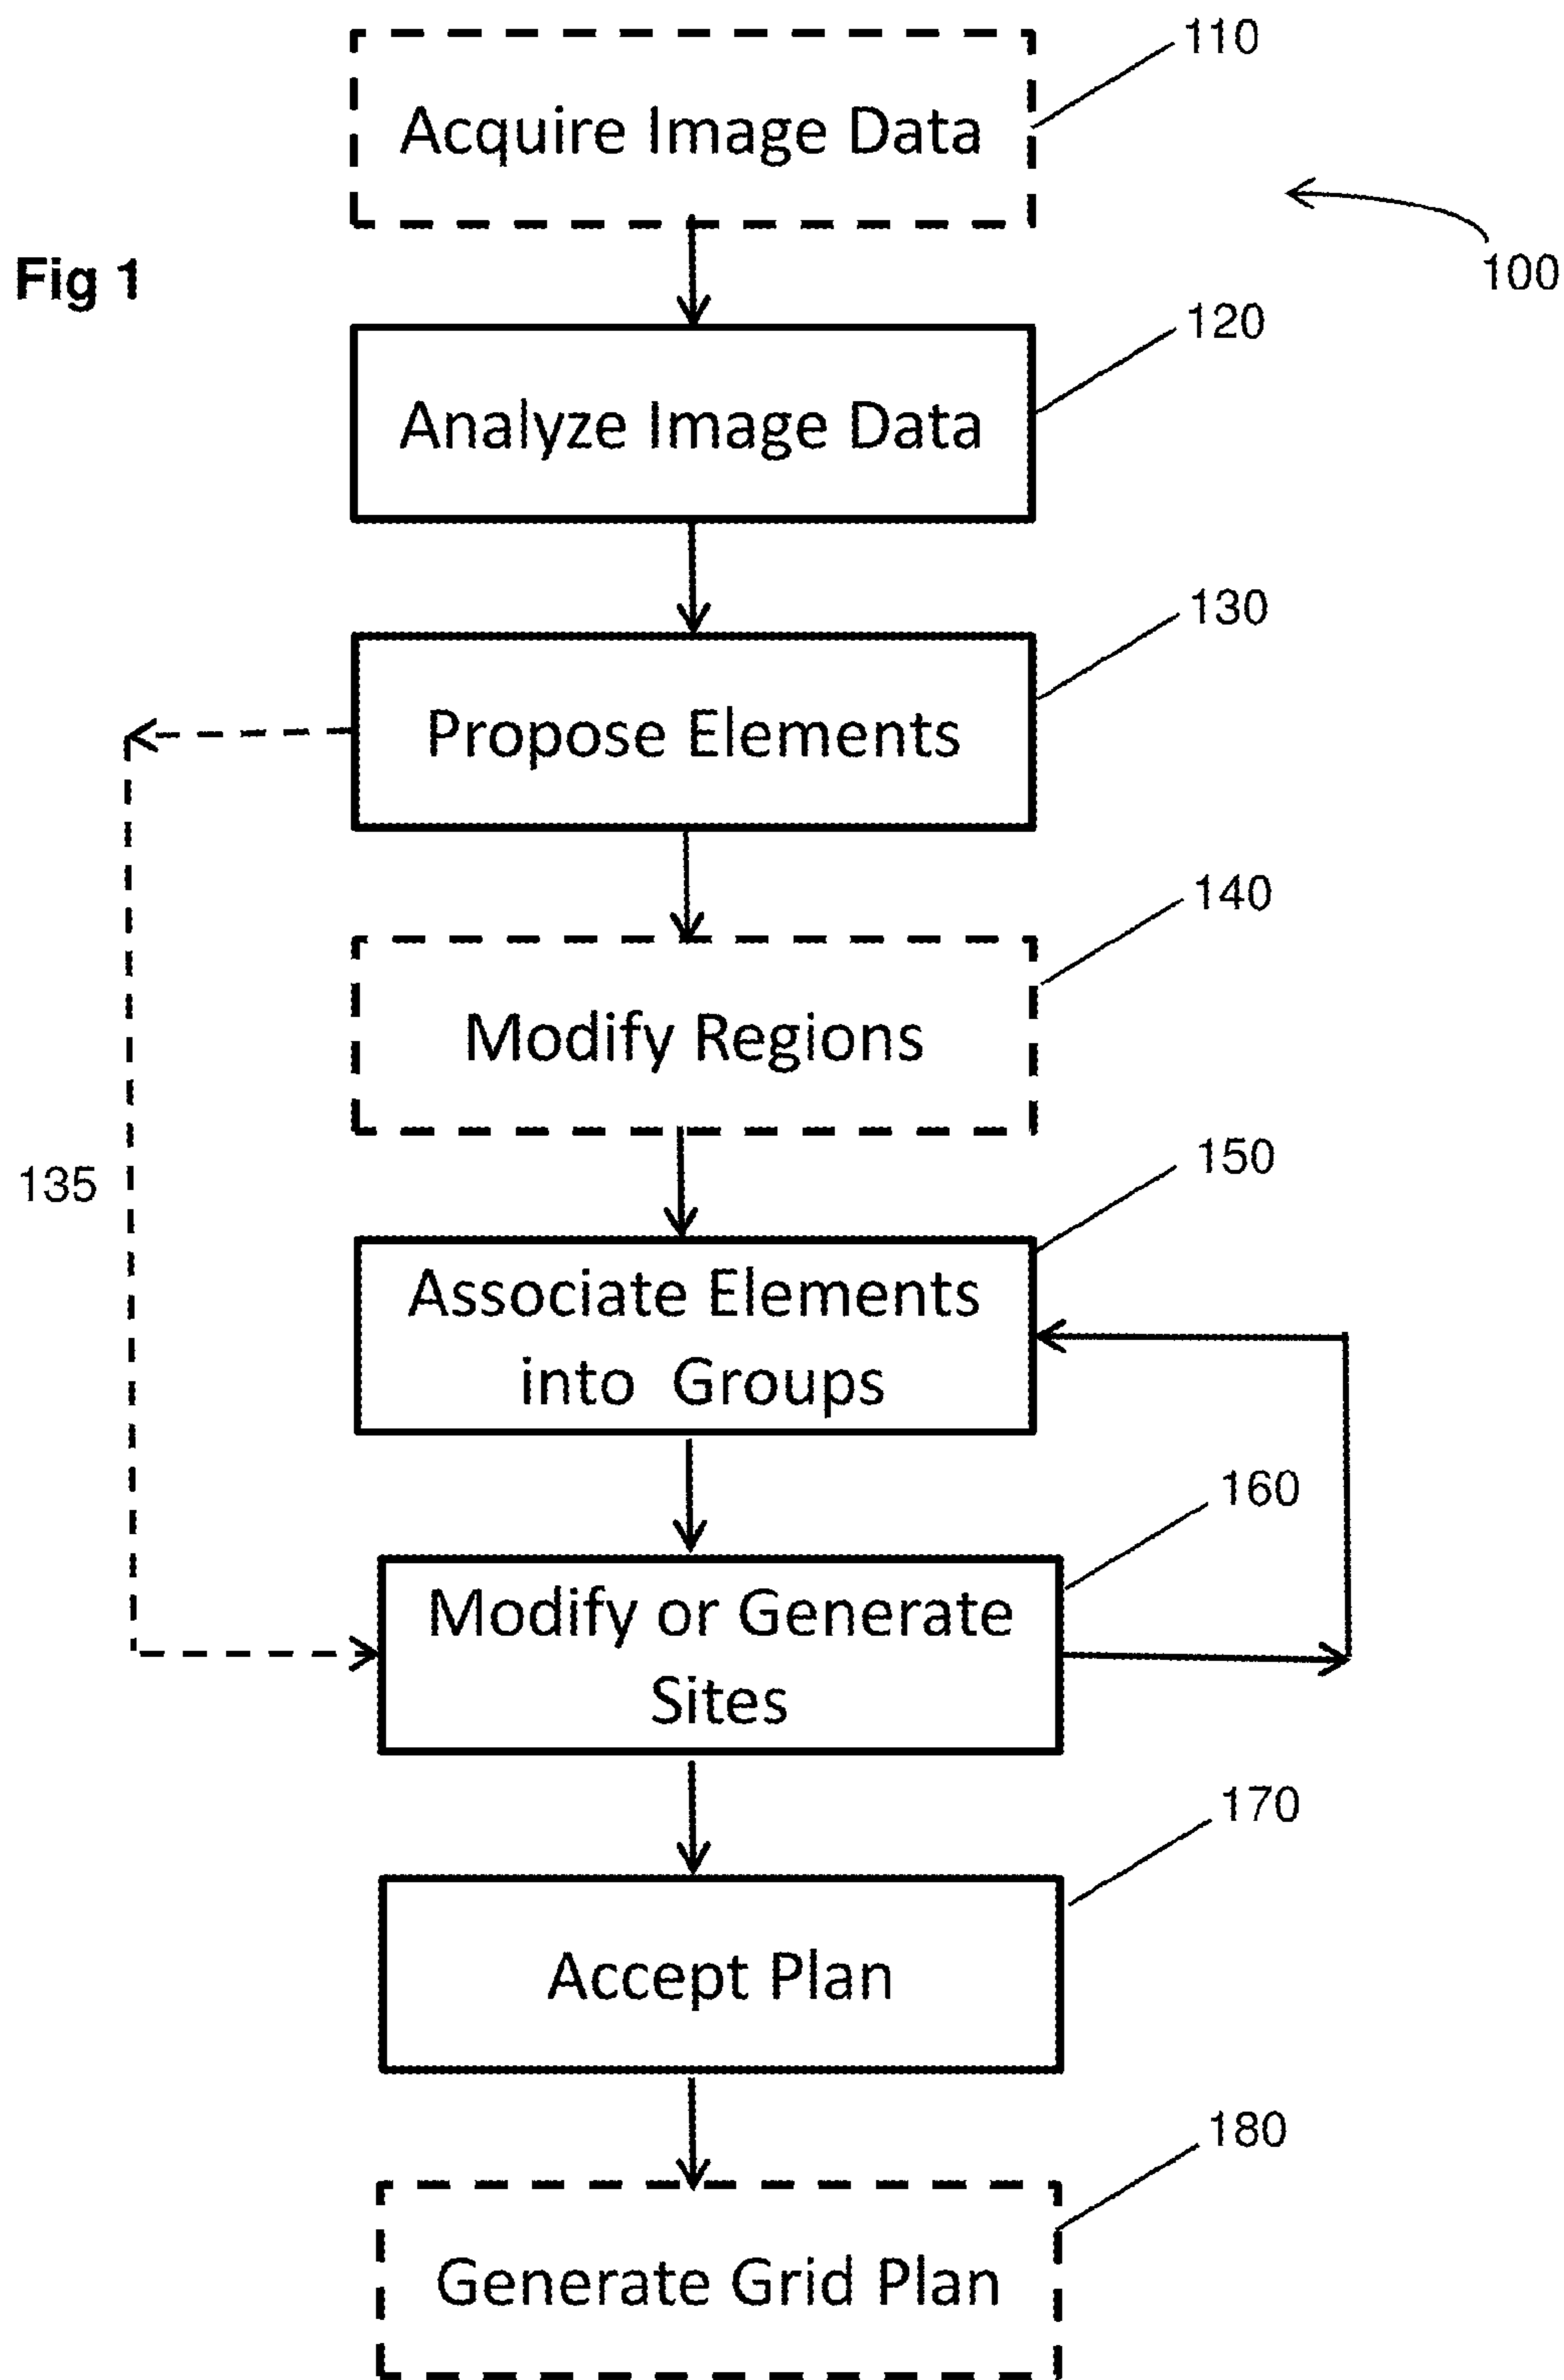 110
Acquire Image Data
Fig 1
100
120
Analyze Image Data
130
Propose Elements
140
Modify Regions
135
150
Associate Elements
into  Groups
160
Modify or Generate
Sites
170
Accept Plan
180
Generate Grid Plan